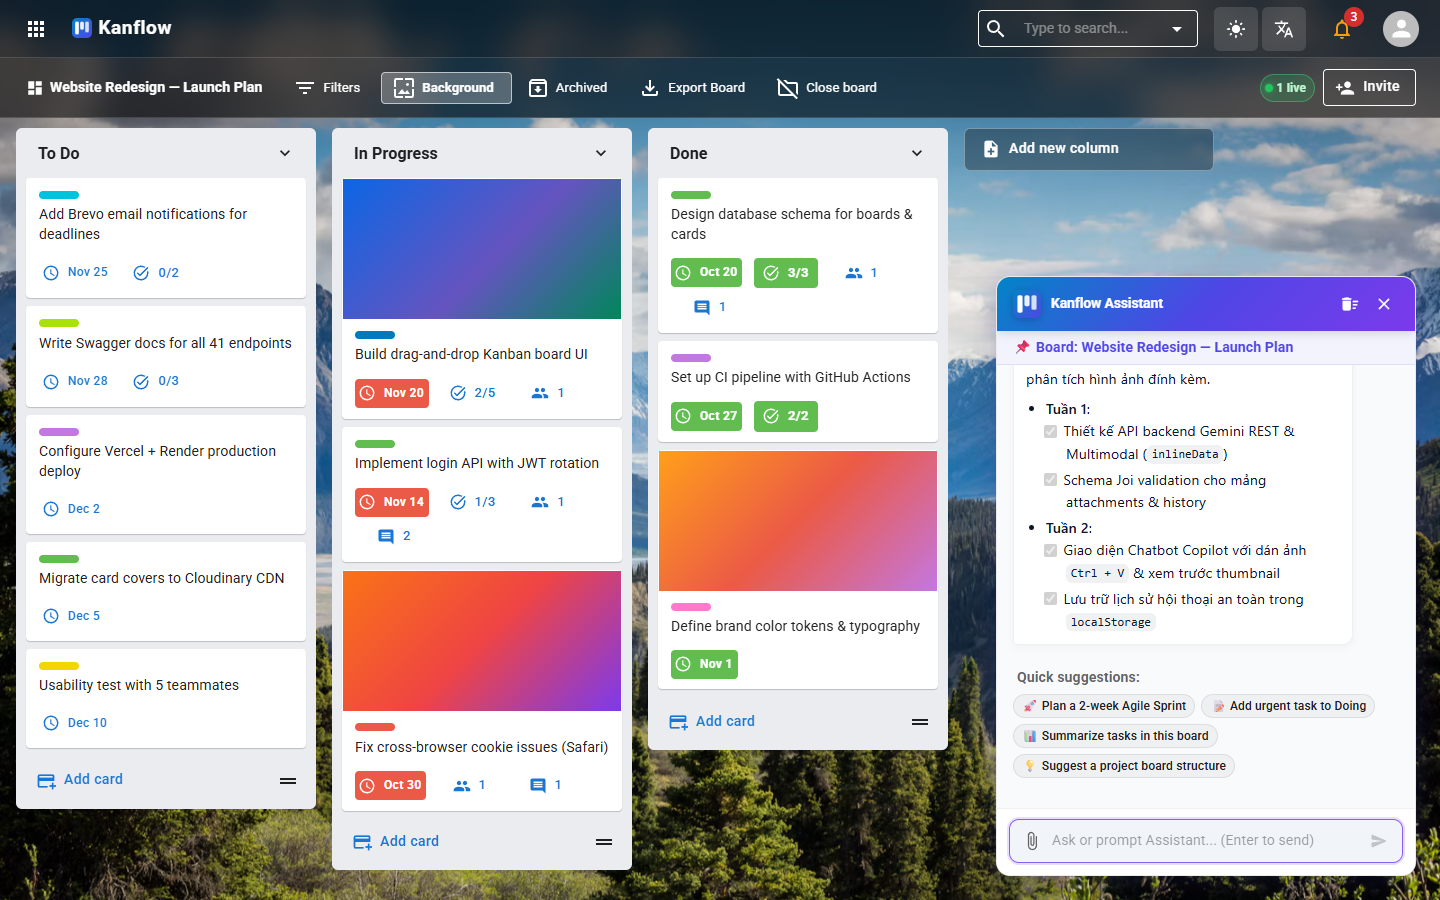 Kanflow
Type to search...
3
Website Redesign — Launch Plan
Filters
Background
Archived
Export Board
Close board
1 live
Invite
To Do
Add Brevo email notifications for
deadlines
Nov 25
0/2
Write Swagger docs for all 41 endpoints
Nov 28
0/3
Configure Vercel + Render production
deploy
Dec 2
Migrate card covers to Cloudinary CDN
Dec 5
Usability test with 5 teammates
Dec 10
Add card
In Progress
Build drag-and-drop Kanban board UI
Nov 20
2/5
1
Implement login API with JWT rotation
Nov 14
1/3
1
2
Fix cross-browser cookie issues (Safari)
Oct 30
1
1
Add card
Done
Design database schema for boards &
cards
Oct 20
3/3
1
1
Set up CI pipeline with GitHub Actions
Oct 27
2/2
Define brand color tokens & typography
Nov 1
Add card
Add new column
Kanflow Assistant
Board: Website Redesign — Launch Plan
phân tích hình ảnh đính kèm.
Tuần 1:
Thiết kế API backend Gemini REST &
Multimodal ( inlineData )
Schema Joi validation cho mảng
attachments & history
Tuần 2:
Giao diện Chatbot Copilot với dán ảnh
Ctrl + V & xem trước thumbnail
Lưu trữ lịch sử hội thoại an toàn trong
localStorage
Quick suggestions:
🚀 Plan a 2-week Agile Sprint
📝 Add urgent task to Doing
📊 Summarize tasks in this board
💡 Suggest a project board structure
Ask or prompt Assistant... (Enter to send)